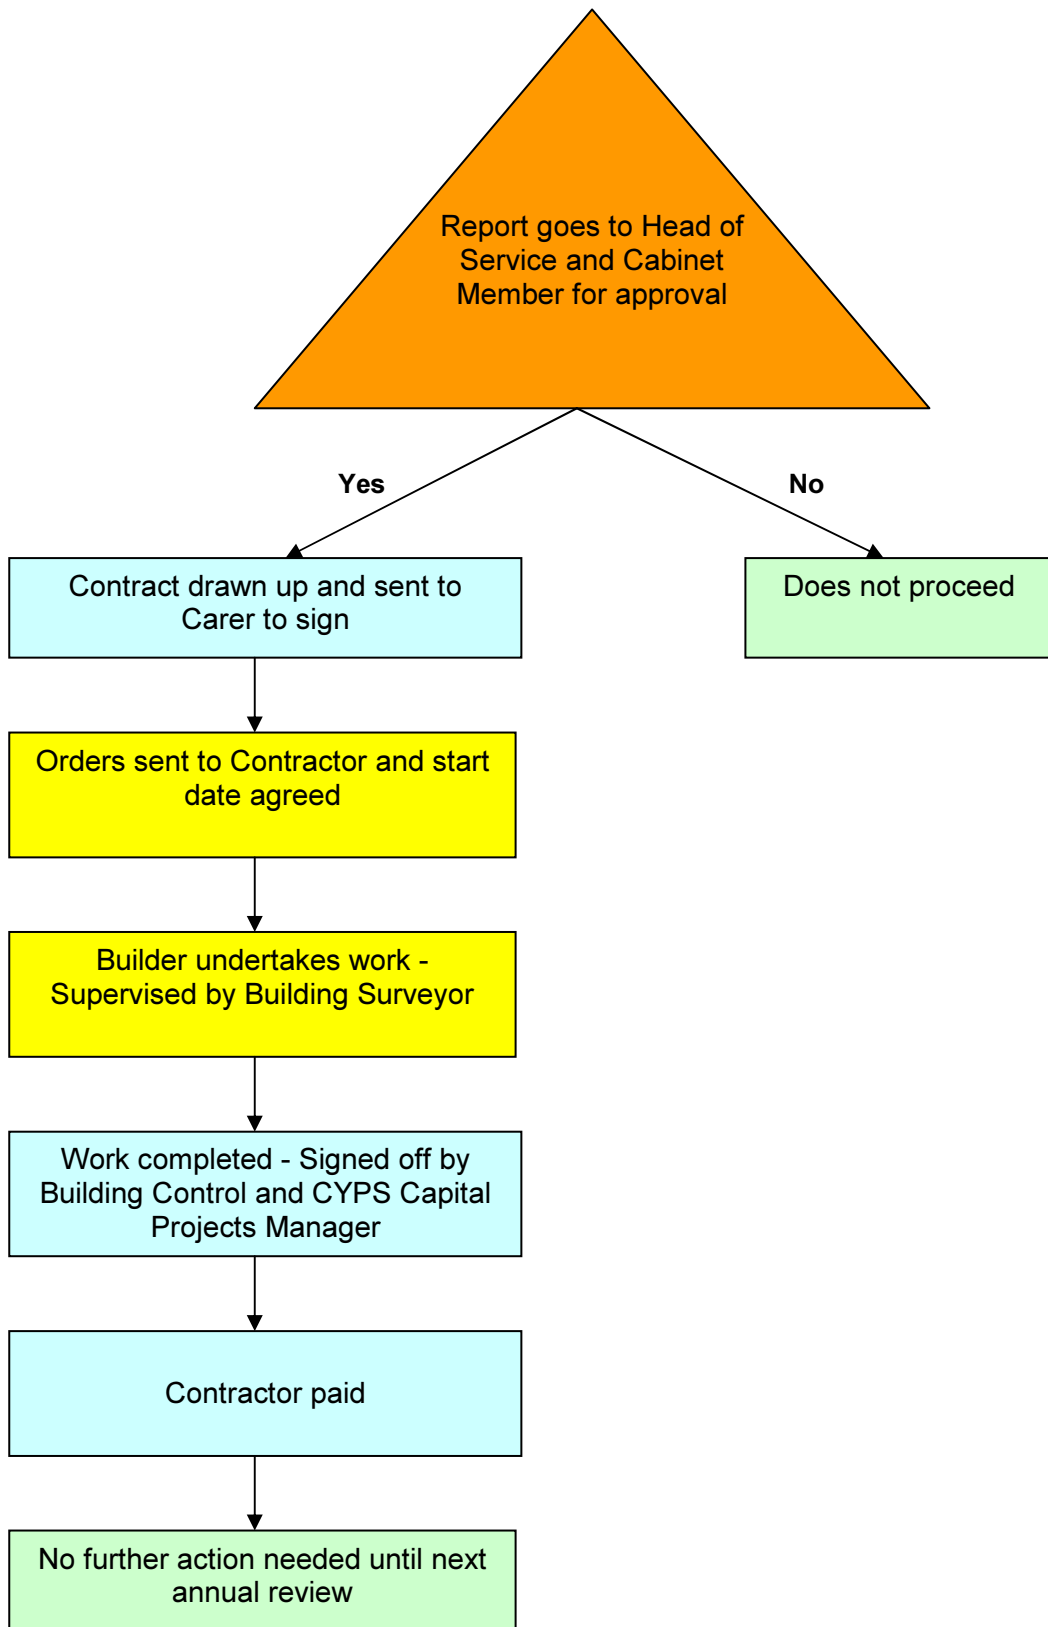 Report goes to Head of
Service and Cabinet
Member for approval
Yes
No
Contract drawn up and sent to
Carer to sign
Does not proceed
Orders sent to Contractor and start
date agreed
Builder undertakes work -
Supervised by Building Surveyor
Work completed - Signed off by
Building Control and CYPS Capital
Projects Manager
Contractor paid
No further action needed until next
annual review